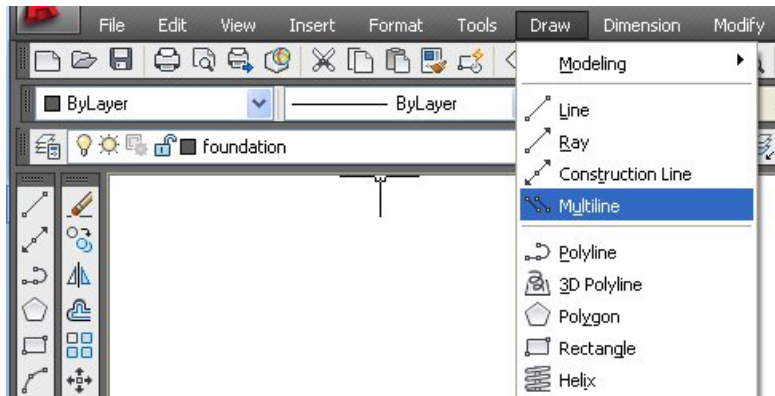 File Edit View Insert Format Tools Draw Dimension Modify
Modeling
ByLayer ByLayer
Line
Ray
foundation
Construction Line
Multiline
Polyline
3D Polyline
Polygon
Rectangle
Helix